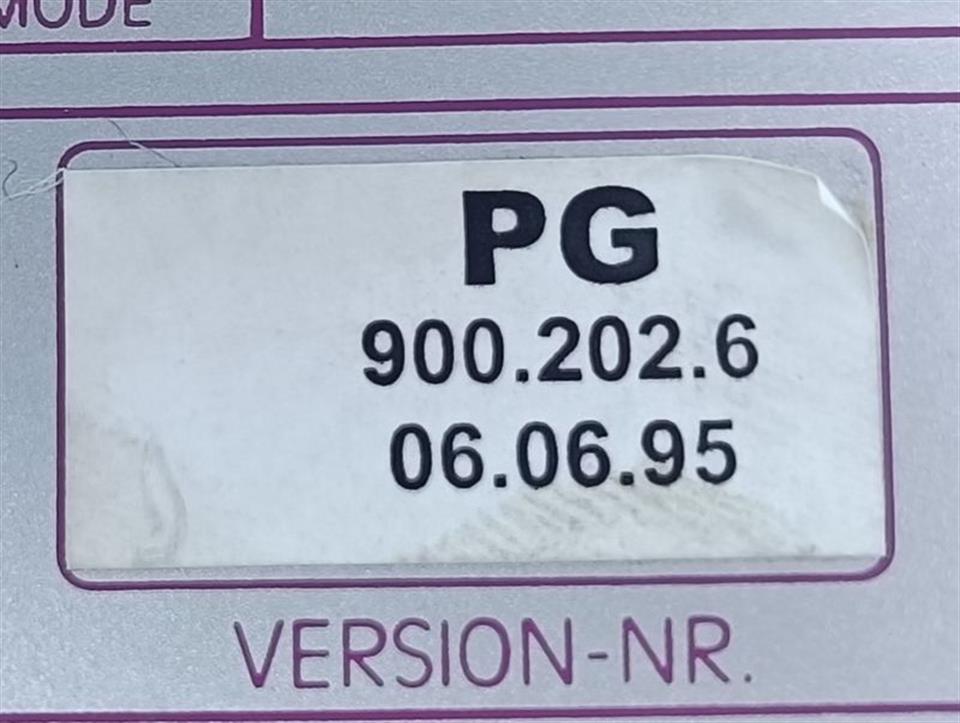 MODE
PG
900.202.6
06.06.95
VERSION-NR.